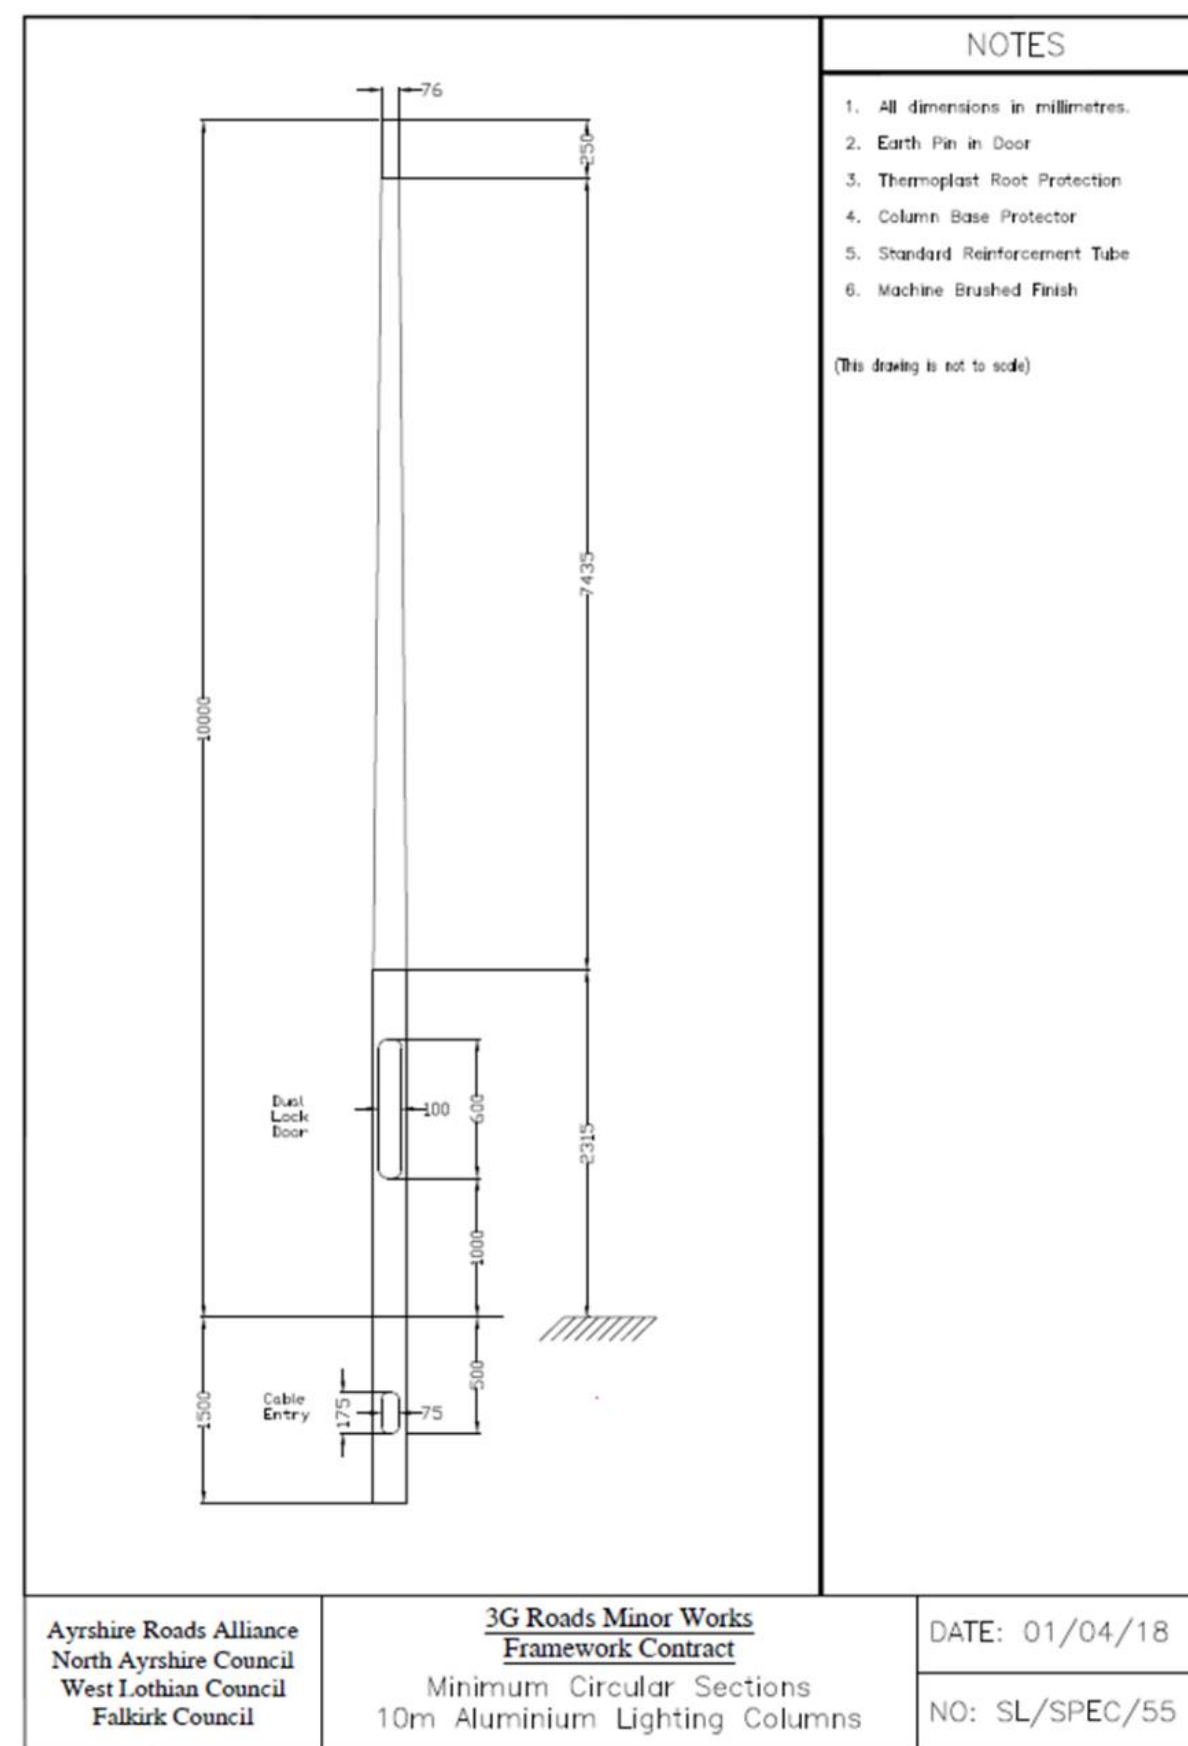 NOTES
1. All dimensions in millimetres.
2. Earth Pin in Door
3. Thermoplast Root Protection
4. Column Base Protector
5. Standard Reinforcement Tube
6. Machine Brushed Finish
(This drawing is not to scale)
76
250
7435
10000
Dual
Lock
Door
100
600
2315
1000
500
1500
Cable
Entry
175
75
Ayrshire Roads Alliance
North Ayrshire Council
West Lothian Council
Falkirk Council
3G Roads Minor Works
Framework Contract
Minimum Circular Sections
10m Aluminium Lighting Columns
DATE: 01/04/18
NO: SL/SPEC/55